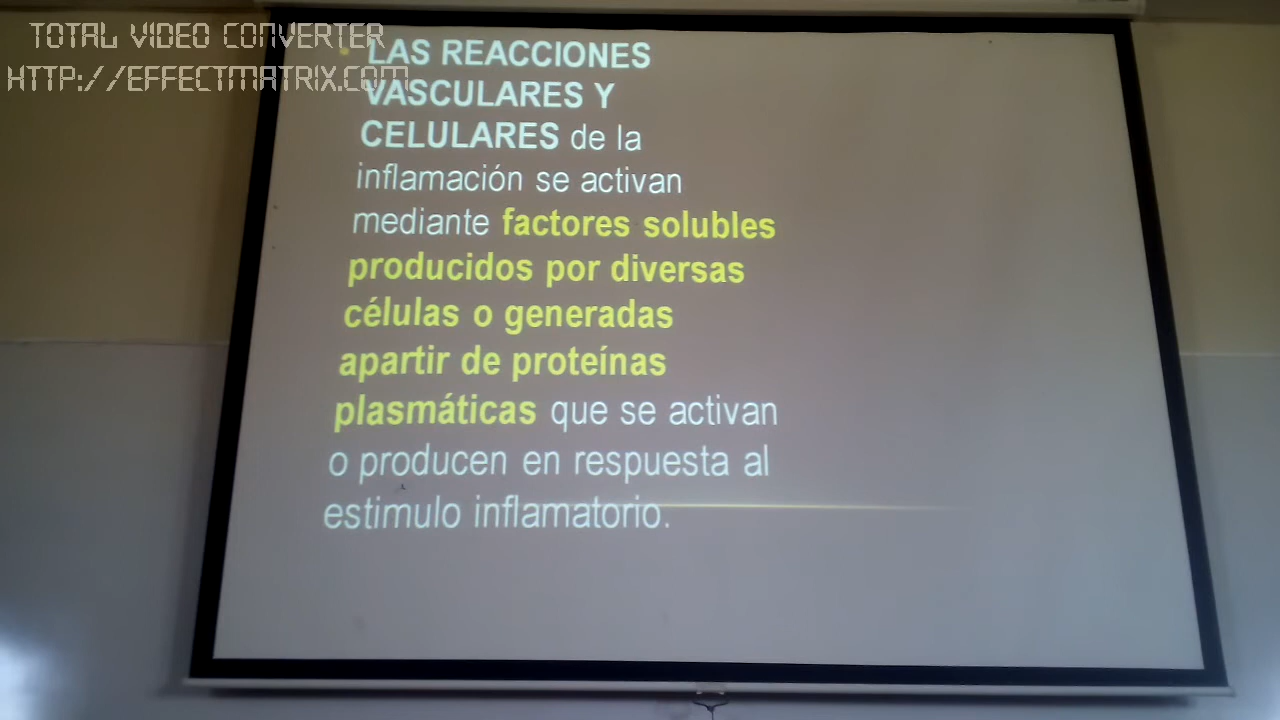 TOTAL VIDEO CONVERTER
HTTP://EFFECTMATRIX.COM
LAS REACCIONES
VASCULARES Y
CELULARES de la
inflamación se activan
mediante factores solubles
producidos por diversas
células o generadas
apartir de proteínas
plasmáticas que se activan
o producen en respuesta al
estimulo inflamatorio.